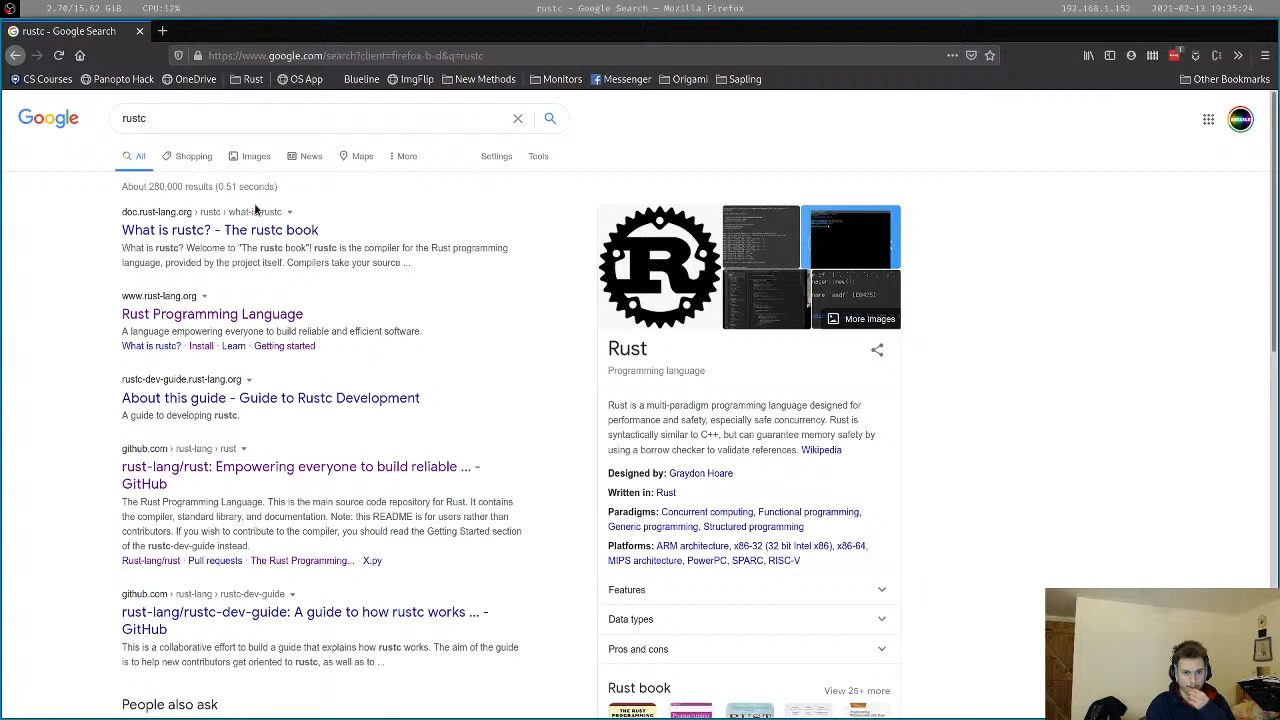 2.70/15.62 GiB CPU:12% rustc - Google Search — Mozilla Firefox 192.168.1.152 2021-02-13 19:35:24
rustc - Google Search
https://www.google.com/search?client=firefox-b-d&q=rustc
CS Courses Panopto Hack OneDrive Rust OS App Blueline ImgFlip New Methods Monitors Messenger Origami Sapling Other Bookmarks
Google rustc
All Shopping Images News Maps More Settings Tools
About 280,000 results (0.51 seconds)
rustc
What is rustc? - The rustc book
What is rustc? Welcome to "The rustc book"! rustc is the compiler for the Rust programming
language, provided by the project itself. Compilers take your source ...
www.rust-lang.org
Rust Programming Language
A language empowering everyone to build reliable and efficient software.
What is rustc? · Install · Learn · Getting started
rustc-dev-guide.rust-lang.org
About this guide - Guide to Rustc Development
A guide to developing rustc.
github.com › rust-lang › rust
rust-lang/rust: Empowering everyone to build reliable ... -
GitHub
The Rust Programming Language. This is the main source code repository for Rust. It contains
the compiler, standard library, and documentation. Note: this README is for users rather than
contributors. If you wish to contribute to the compiler, you should read the Getting Started section
of the rustc-dev-guide instead.
Rust-lang/rust · Pull requests · The Rust Programming... · X.py
github.com › rust-lang › rustc-dev-guide
rust-lang/rustc-dev-guide: A guide to how rustc works ... -
GitHub
This is a collaborative effort to build a guide that explains how rustc works. The aim of the guide
is to help new contributors get oriented to rustc, as well as to ...
People also ask
More images
Rust
Programming language
Rust is a multi-paradigm programming language designed for
performance and safety, especially safe concurrency. Rust is
syntactically similar to C++, but can guarantee memory safety by
using a borrow checker to validate references. Wikipedia
Designed by: Graydon Hoare
Written in: Rust
Paradigms: Concurrent computing, Functional programming,
Generic programming, Structured programming
Platforms: ARM architecture, x86-32 (32 bit Intel x86), x86-64,
MIPS architecture, PowerPC, SPARC, RISC-V
Features
Data types
Pros and cons
Rust book View 25+ more
THE RUST